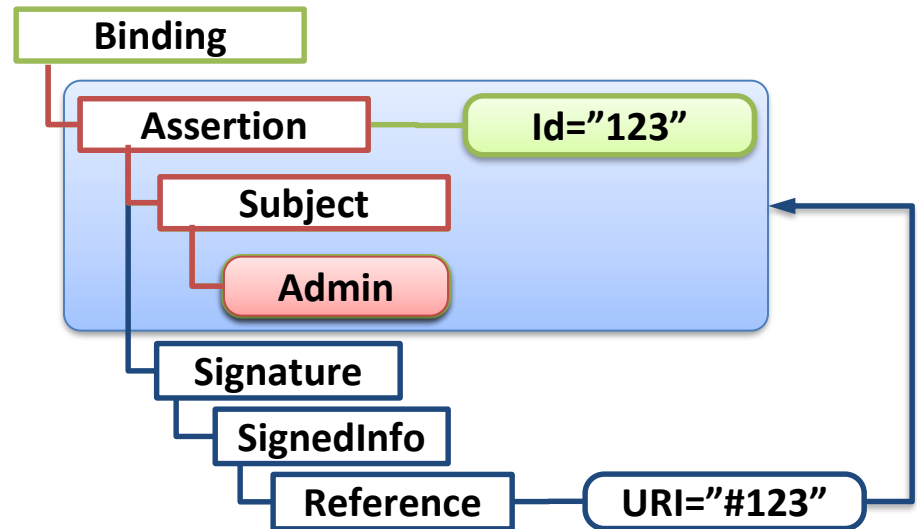 Binding
Assertion
Id=”123”
Subject
Admin
Signature
SignedInfo
Reference
URI=”#123”